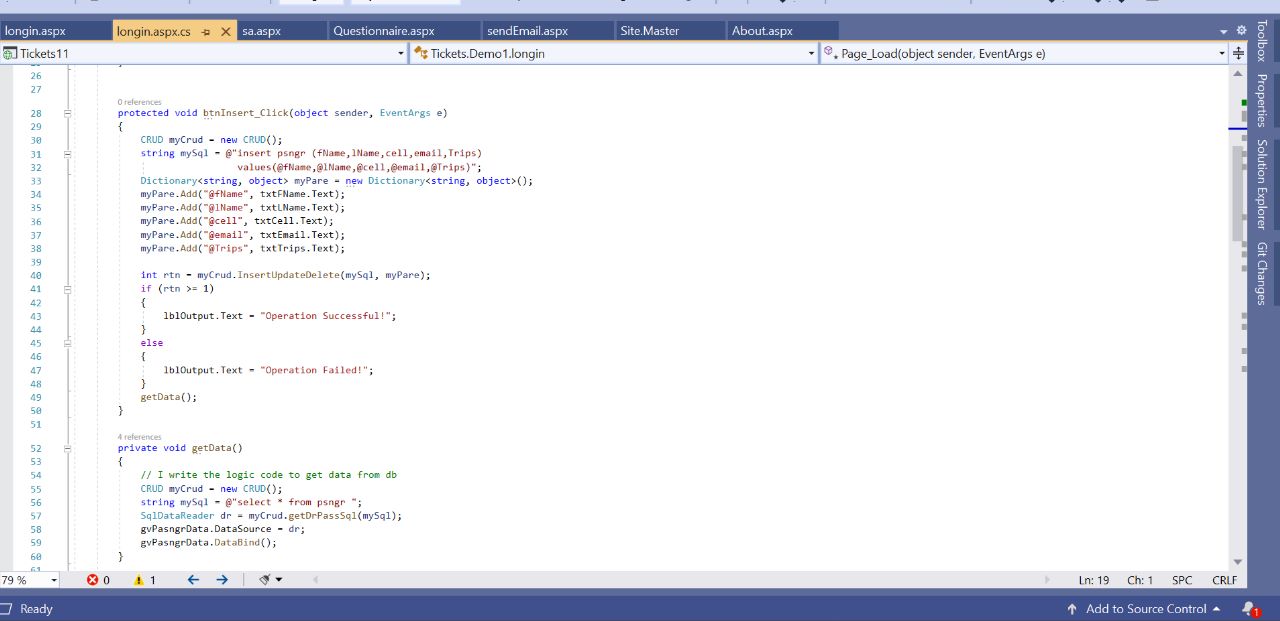 longin.aspx
longin.aspx.cs
sa.aspx
Questionnaire.aspx
sendEmail.aspx
Site.Master
About.aspx
Tickets11
Tickets.Demo1.longin
Page_Load(object sender, EventArgs e)
26
27
0 references
28 protected void btnInsert_Click(object sender, EventArgs e)
29 {
30 CRUD myCrud = new CRUD();
31 string mySql = @"insert psngr (fName,lName,cell,email,Trips)
32 values(@fName,@lName,@cell,@email,@Trips)";
33 Dictionary<string, object> myPare = new Dictionary<string, object>();
34 myPare.Add("@fName", txtFName.Text);
35 myPare.Add("@lName", txtLName.Text);
36 myPare.Add("@cell", txtCell.Text);
37 myPare.Add("@email", txtEmail.Text);
38 myPare.Add("@Trips", txtTrips.Text);
39
40 int rtn = myCrud.InsertUpdateDelete(mySql, myPare);
41 if (rtn >= 1)
42 {
43 lblOutput.Text = "Operation Successful!";
44 }
45 else
46 {
47 lblOutput.Text = "Operation Failed!";
48 }
49 getData();
50 }
51
4 references
52 private void getData()
53 {
54 // I write the logic code to get data from db
55 CRUD myCrud = new CRUD();
56 string mySql = @"select * from psngr ";
57 SqlDataReader dr = myCrud.getDrPassSql(mySql);
58 gvPasngrData.DataSource = dr;
59 gvPasngrData.DataBind();
60 }
61
79 %
0
1
Ln: 19
Ch: 1
SPC
CRLF
Ready
Add to Source Control
1
Toolbox
Properties
Solution Explorer
Git Changes